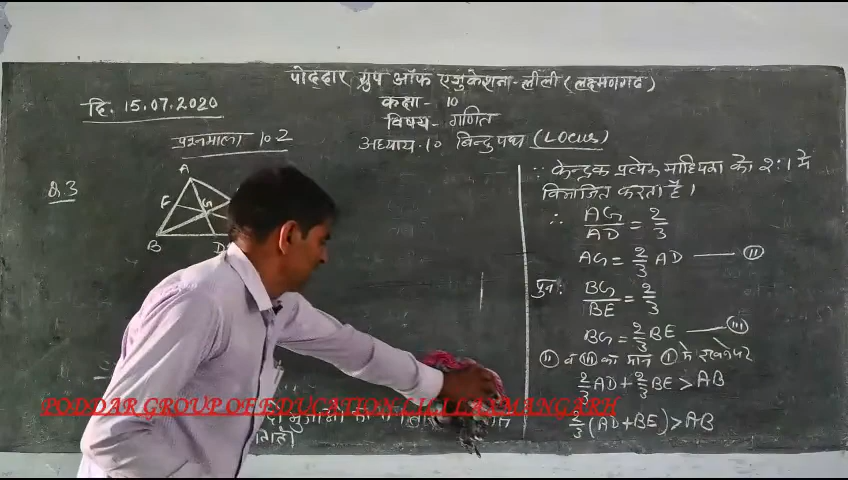 पोद्दार ग्रुप ऑफ एजुकेशन-लीली (लक्ष्मणगढ)
दि. 15.07.2020
कक्षा - 10
विषय - गणित
प्रश्नमाला 10.2
अध्याय.10 बिन्दुपथ (Locus)
Q.3
A
E
G
B
D
∵ केन्द्रक प्रत्येक माध्यिका को 2:1 में
विभाजित करता है।
∴ AG/AD = 2/3
AG = 2/3 AD —— (II)
पुनः BG/BE = 2/3
BG = 2/3 BE —— (III)
(II) व (III) का मान (I) में रखने पर
2/3 AD + 2/3 BE > AB
2/3 (AD + BE) > AB
PODDAR GROUP OF EDUCATION LILI LAXMANGARH